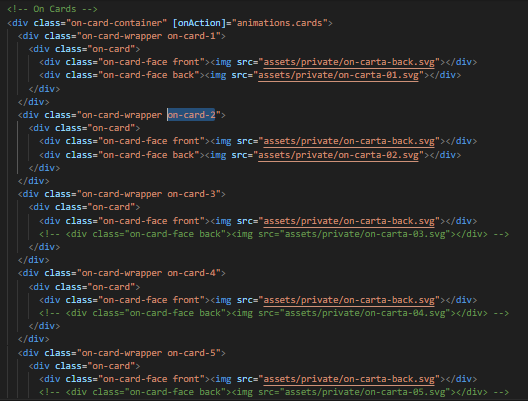 <!-- On Cards -->
<div class="on-card-container" [onAction]="animations.cards">
<div class="on-card-wrapper on-card-1">
<div class="on-card">
<div class="on-card-face front"><img src="assets/private/on-carta-back.svg"></div>
<div class="on-card-face back"><img src="assets/private/on-carta-01.svg"></div>
</div>
</div>
<div class="on-card-wrapper on-card-2">
<div class="on-card">
<div class="on-card-face front"><img src="assets/private/on-carta-back.svg"></div>
<div class="on-card-face back"><img src="assets/private/on-carta-02.svg"></div>
</div>
</div>
<div class="on-card-wrapper on-card-3">
<div class="on-card">
<div class="on-card-face front"><img src="assets/private/on-carta-back.svg"></div>
<!-- <div class="on-card-face back"><img src="assets/private/on-carta-03.svg"></div> -->
</div>
</div>
<div class="on-card-wrapper on-card-4">
<div class="on-card">
<div class="on-card-face front"><img src="assets/private/on-carta-back.svg"></div>
<!-- <div class="on-card-face back"><img src="assets/private/on-carta-04.svg"></div> -->
</div>
</div>
<div class="on-card-wrapper on-card-5">
<div class="on-card">
<div class="on-card-face front"><img src="assets/private/on-carta-back.svg"></div>
<!-- <div class="on-card-face back"><img src="assets/private/on-carta-05.svg"></div> -->